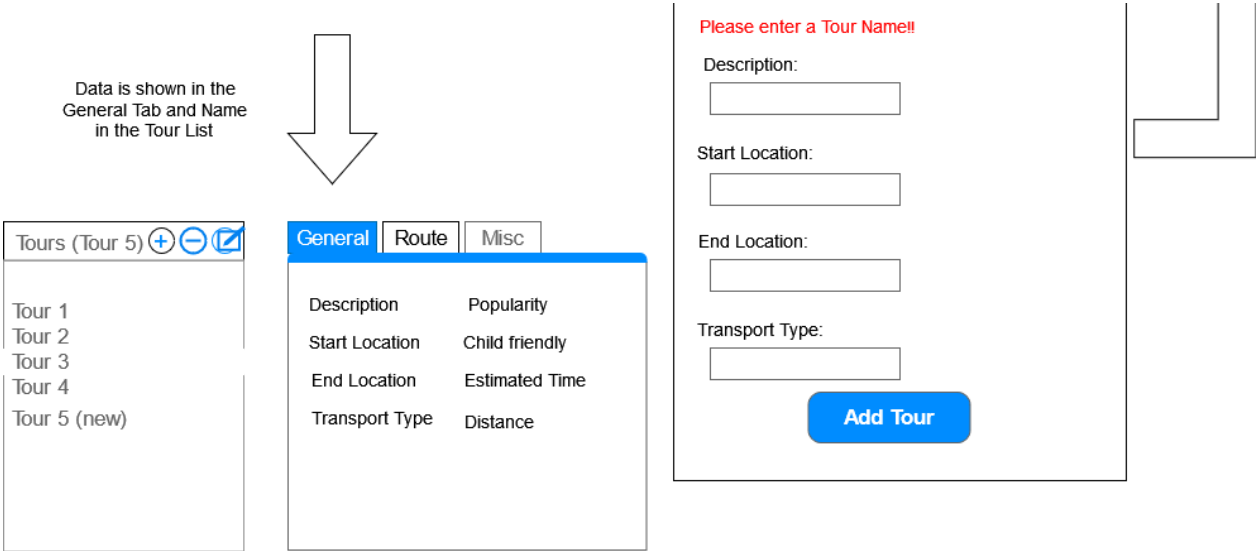 Data is shown in the
General Tab and Name
in the Tour List
Tours (Tour 5)
Tour 1
Tour 2
Tour 3
Tour 4
Tour 5 (new)
General Route Misc
Description Popularity
Start Location Child friendly
End Location Estimated Time
Transport Type Distance
Please enter a Tour Name!!
Description:
Start Location:
End Location:
Transport Type:
Add Tour